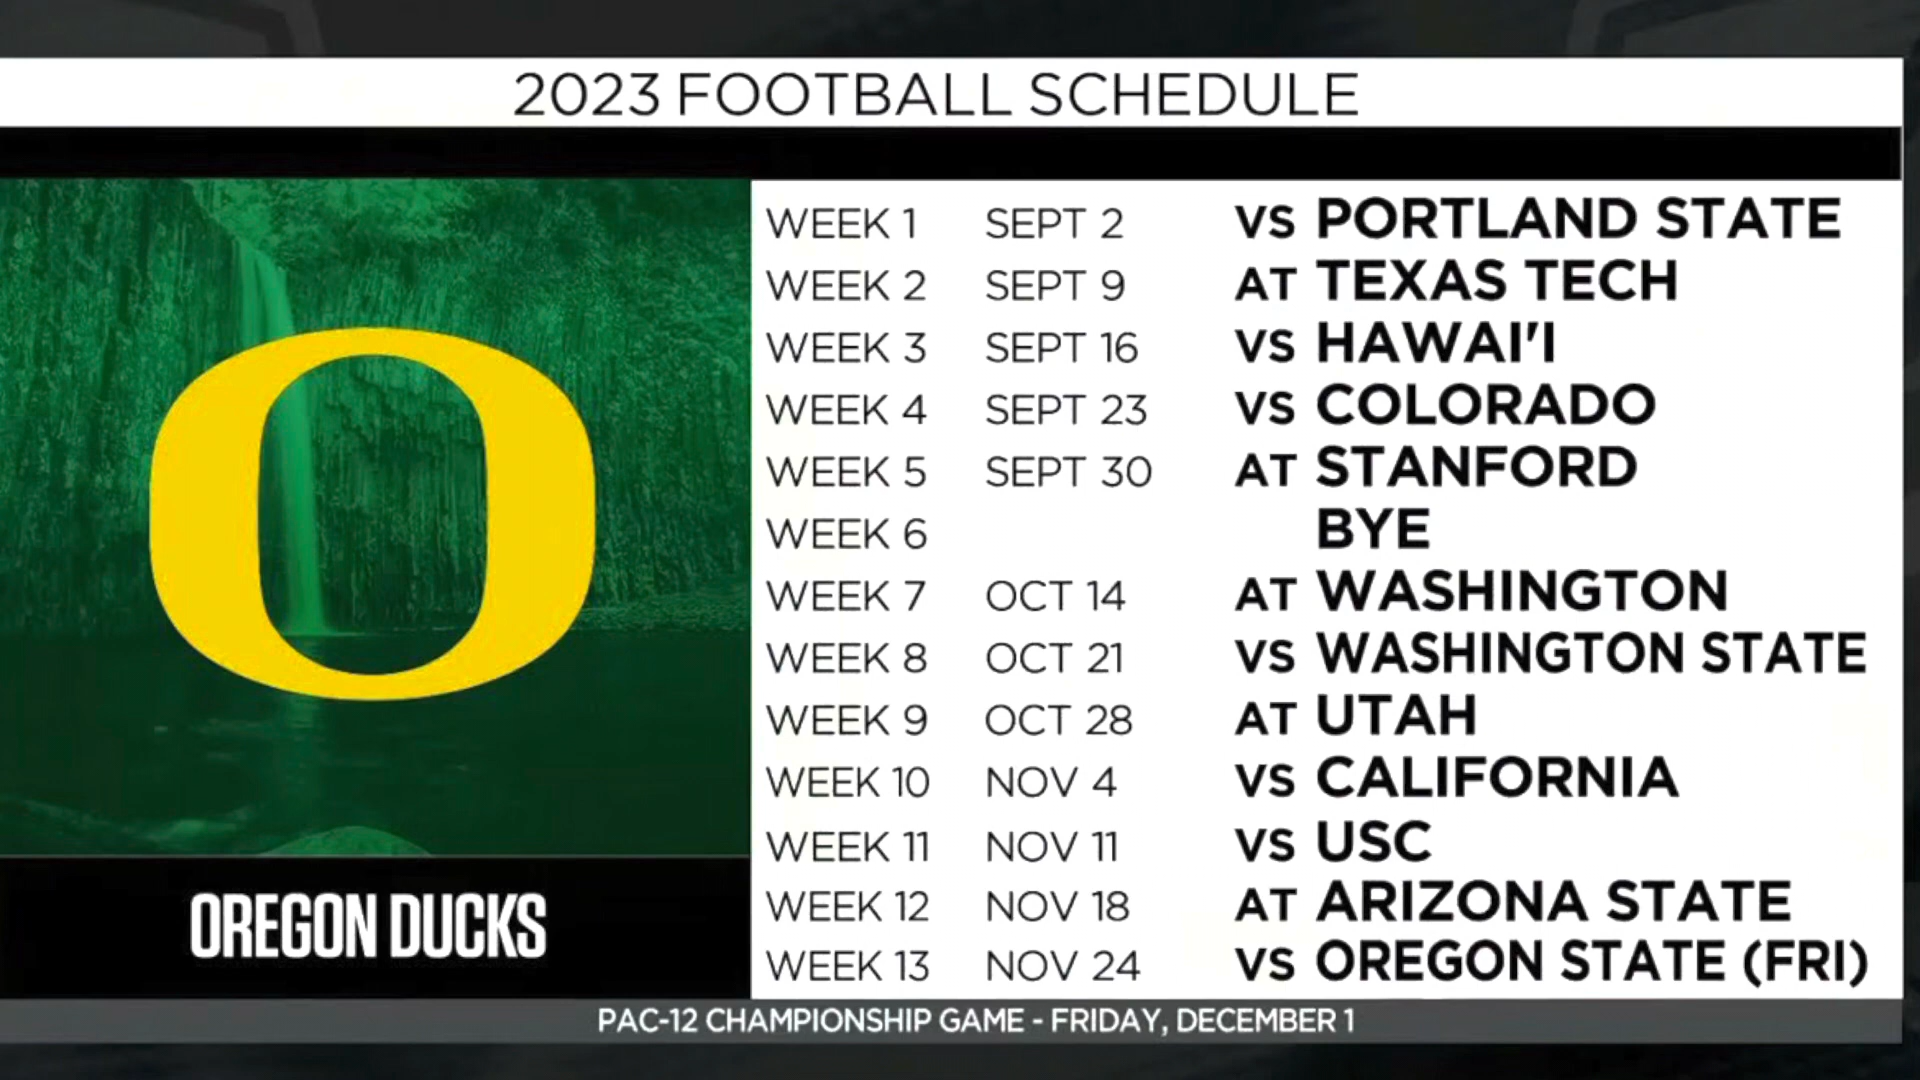 2023 FOOTBALL SCHEDULE
WEEK 1 SEPT 2 VS PORTLAND STATE
WEEK 2 SEPT 9 AT TEXAS TECH
WEEK 3 SEPT 16 VS HAWAI'I
WEEK 4 SEPT 23 VS COLORADO
WEEK 5 SEPT 30 AT STANFORD
WEEK 6 BYE
WEEK 7 OCT 14 AT WASHINGTON
WEEK 8 OCT 21 VS WASHINGTON STATE
WEEK 9 OCT 28 AT UTAH
WEEK 10 NOV 4 VS CALIFORNIA
WEEK 11 NOV 11 VS USC
WEEK 12 NOV 18 AT ARIZONA STATE
WEEK 13 NOV 24 VS OREGON STATE (FRI)
O
OREGON DUCKS
PAC-12 CHAMPIONSHIP GAME - FRIDAY, DECEMBER 1